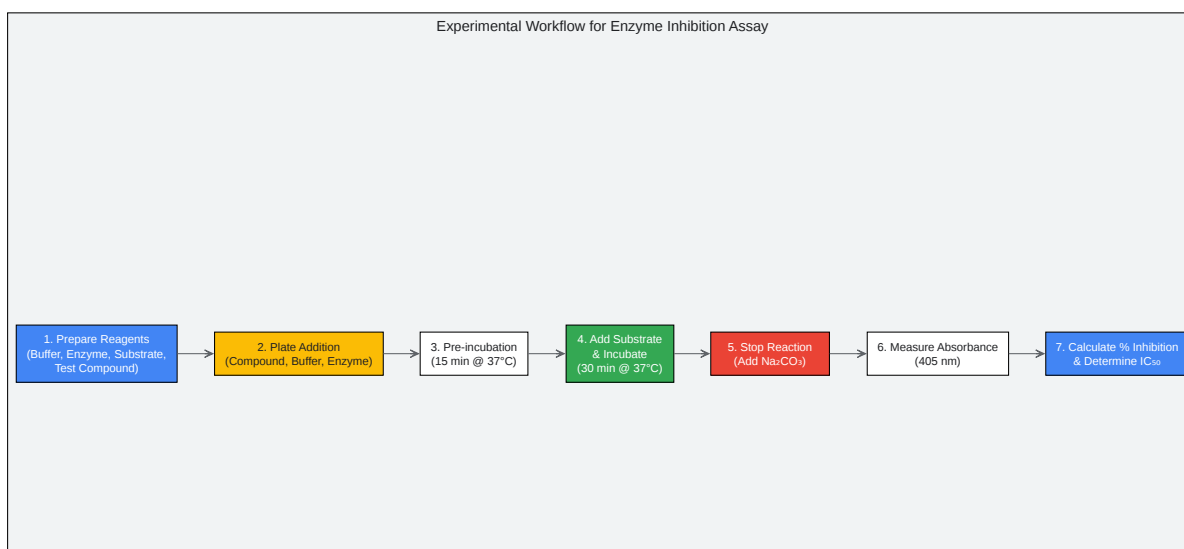 Experimental Workflow for Enzyme Inhibition Assay
1. Prepare Reagents
(Buffer, Enzyme, Substrate,
Test Compound)
2. Plate Addition
(Compound, Buffer, Enzyme)
3. Pre-incubation
(15 min @ 37°C)
4. Add Substrate
& Incubate
(30 min @ 37°C)
5. Stop Reaction
(Add Na₂CO₃)
6. Measure Absorbance
(405 nm)
7. Calculate % Inhibition
& Determine IC₅₀